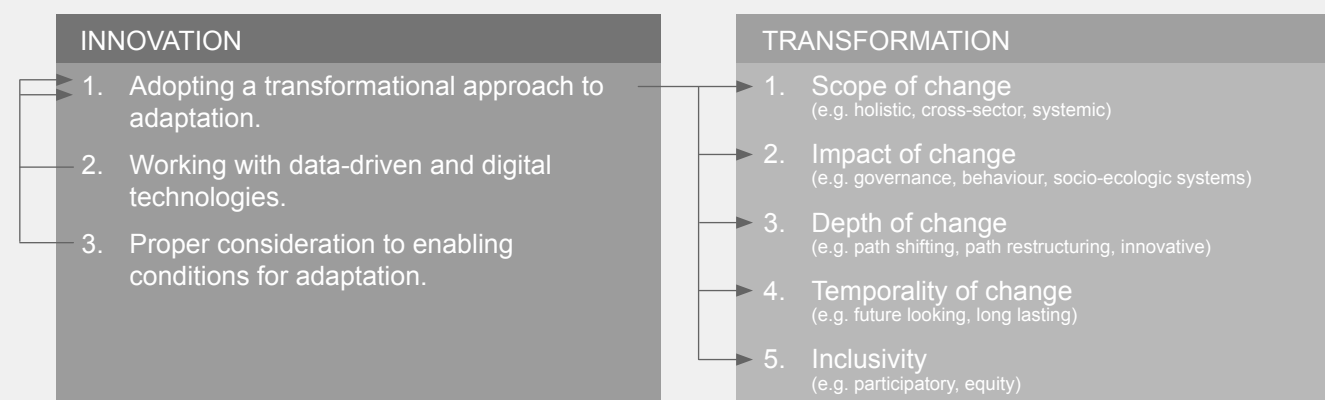 INNOVATION
1. Adopting a transformational approach to
adaptation.
2. Working with data-driven and digital
technologies.
3. Proper consideration to enabling
conditions for adaptation.
TRANSFORMATION
1. Scope of change
(e.g. holistic, cross-sector, systemic)
2. Impact of change
(e.g. governance, behaviour, socio-ecologic systems)
3. Depth of change
(e.g. path shifting, path restructuring, innovative)
4. Temporality of change
(e.g. future looking, long lasting)
5. Inclusivity
(e.g. participatory, equity)